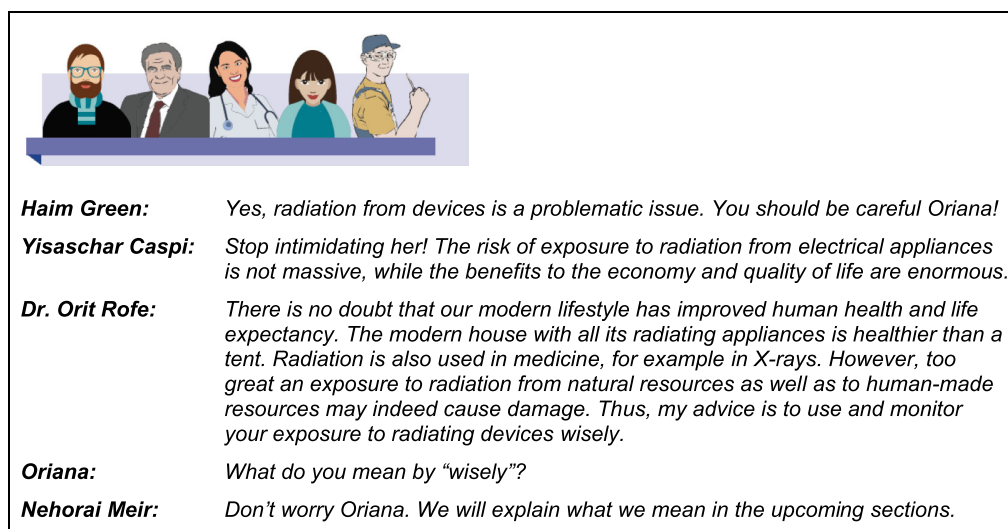 Haim Green: Yes, radiation from devices is a problematic issue. You should be careful Oriana!
Yisaschar Caspi: Stop intimidating her! The risk of exposure to radiation from electrical appliances
is not massive, while the benefits to the economy and quality of life are enormous.
Dr. Orit Rofe: There is no doubt that our modern lifestyle has improved human health and life
expectancy. The modern house with all its radiating appliances is healthier than a
tent. Radiation is also used in medicine, for example in X-rays. However, too
great an exposure to radiation from natural resources as well as to human-made
resources may indeed cause damage. Thus, my advice is to use and monitor
your exposure to radiating devices wisely.
Oriana: What do you mean by “wisely”?
Nehorai Meir: Don’t worry Oriana. We will explain what we mean in the upcoming sections.